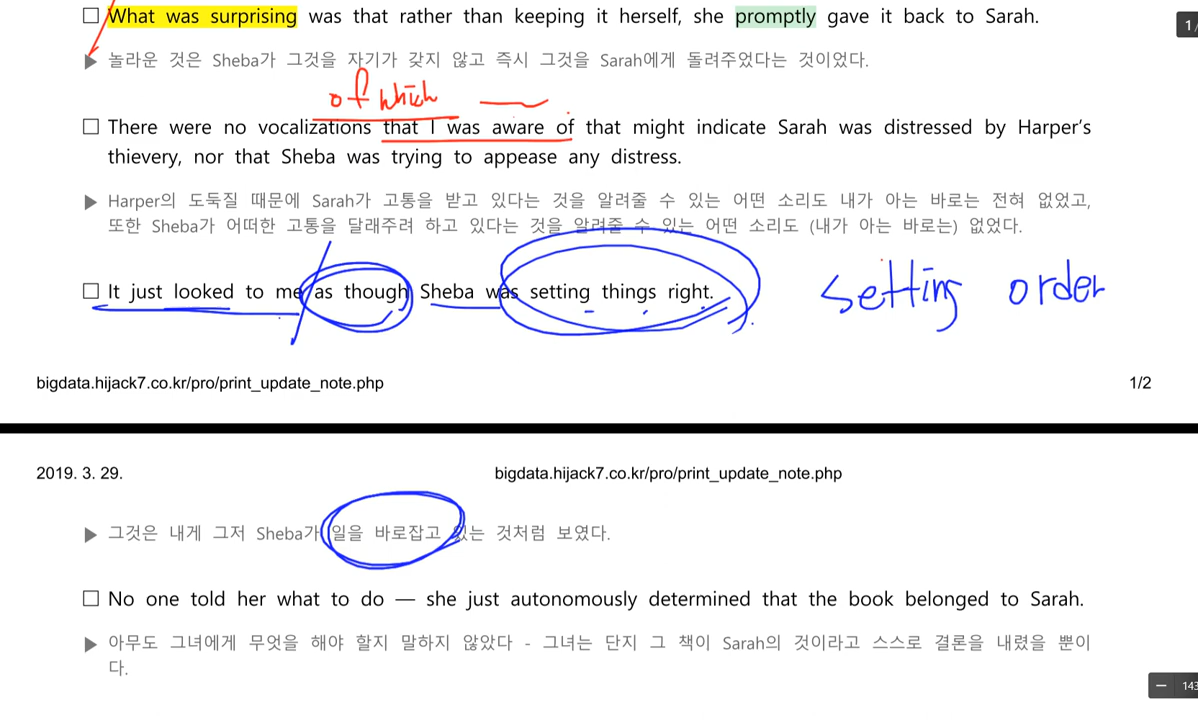 ☐ What was surprising was that rather than keeping it herself, she promptly gave it back to Sarah.
▶ 놀라운 것은 Sheba가 그것을 자기가 갖지 않고 즉시 그것을 Sarah에게 돌려주었다는 것이었다.
of which
☐ There were no vocalizations that I was aware of that might indicate Sarah was distressed by Harper's
thievery, nor that Sheba was trying to appease any distress.
▶ Harper의 도둑질 때문에 Sarah가 고통을 받고 있다는 것을 알려줄 수 있는 어떤 소리도 내가 아는 바로는 전혀 없었고,
또한 Sheba가 어떠한 고통을 달래주려 하고 있다는 것을 알려줄 수 있는 어떤 소리도 (내가 아는 바로는) 없었다.
☐ It just looked to me as though Sheba was setting things right.
setting order
bigdata.hijack7.co.kr/pro/print_update_note.php 1/2
2019. 3. 29. bigdata.hijack7.co.kr/pro/print_update_note.php
▶ 그것은 내게 그저 Sheba가 일을 바로잡고 있는 것처럼 보였다.
☐ No one told her what to do — she just autonomously determined that the book belonged to Sarah.
▶ 아무도 그녀에게 무엇을 해야 할지 말하지 않았다 - 그녀는 단지 그 책이 Sarah의 것이라고 스스로 결론을 내렸을 뿐이
다.